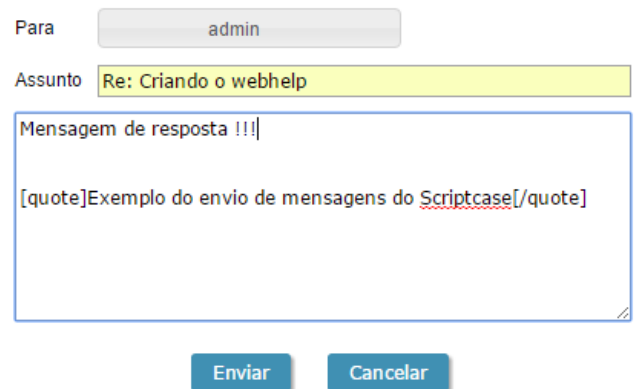 Para admin
Assunto Re: Criando o webhelp
Mensagem de resposta !!!
[quote]Exemplo do envio de mensagens do Scriptcase[/quote]
Enviar Cancelar